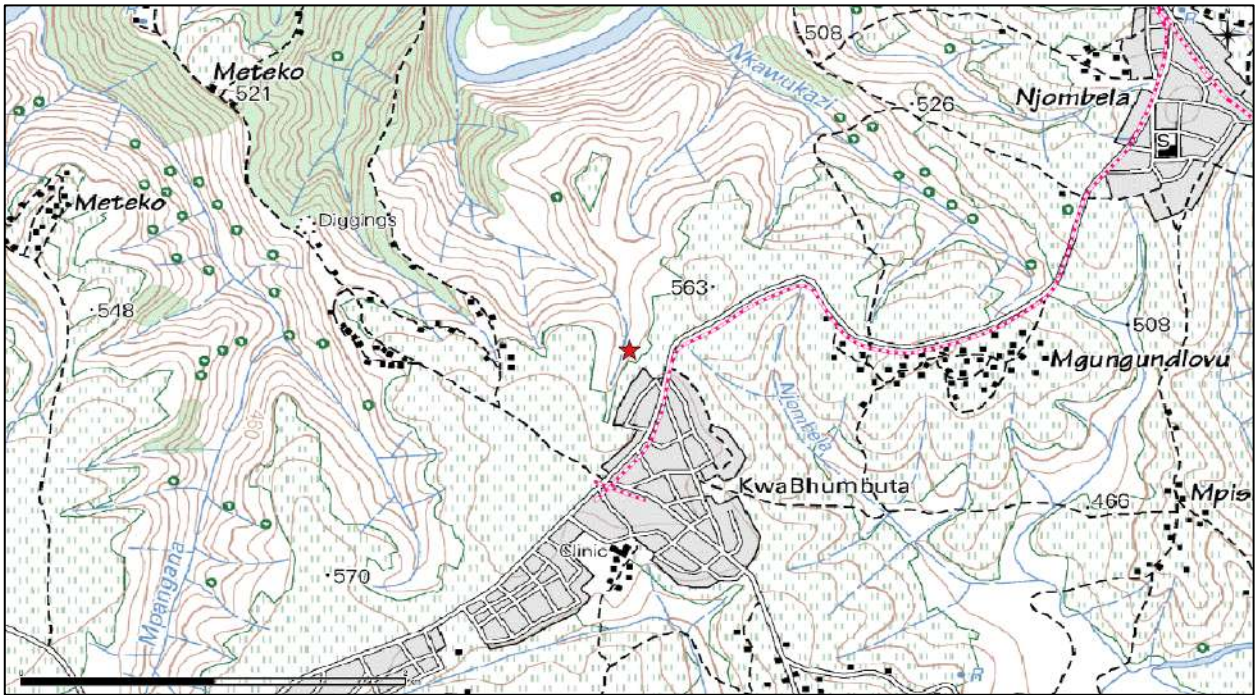 508
Nkawukazi
R
Meteko
521
526
Njombela
S
Meteko
Diggings
T
563
548
508
Mgungundlovu
Njombela
460
KwaBhumbuta
466
Mpis
Clinic
570
Mpangana